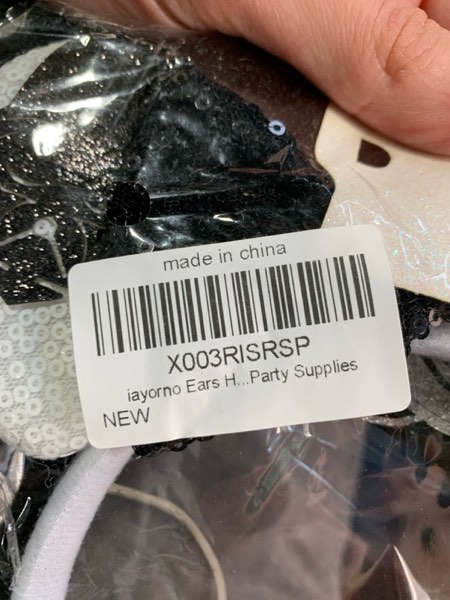 made in china
X003RISRSP
iayorno Ears H...Party Supplies
NEW